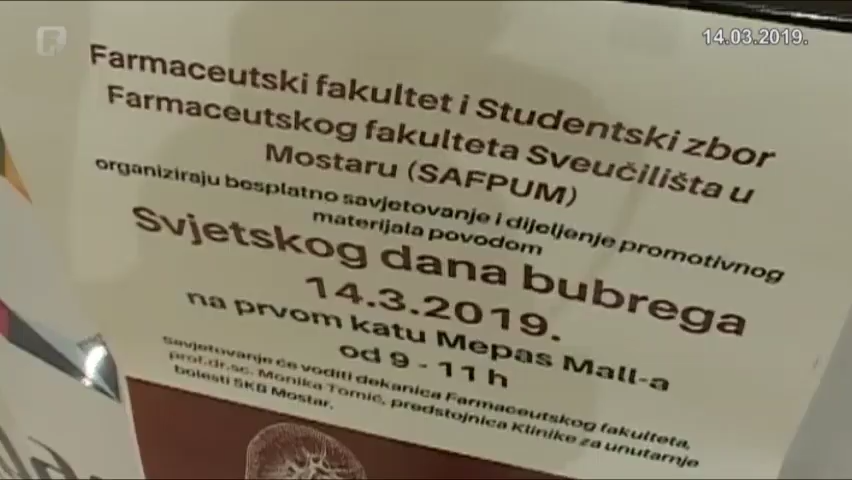 14.03.2019.
Farmaceutski fakultet i Studentski zbor
Farmaceutskog fakulteta Sveučilišta u
Mostaru (SAFPUM)
organiziraju besplatno savjetovanje i dijeljenje promotivnog
materijala povodom
Svjetskog dana bubrega
14.3.2019.
na prvom katu Mepas Mall-a
od 9 - 11 h
Savjetovanje će voditi dekanica Farmaceutskog fakulteta,
prof.dr.sc. Monika Tomić, predstojnica Klinike za unutarnje
bolesti SKB Mostar.